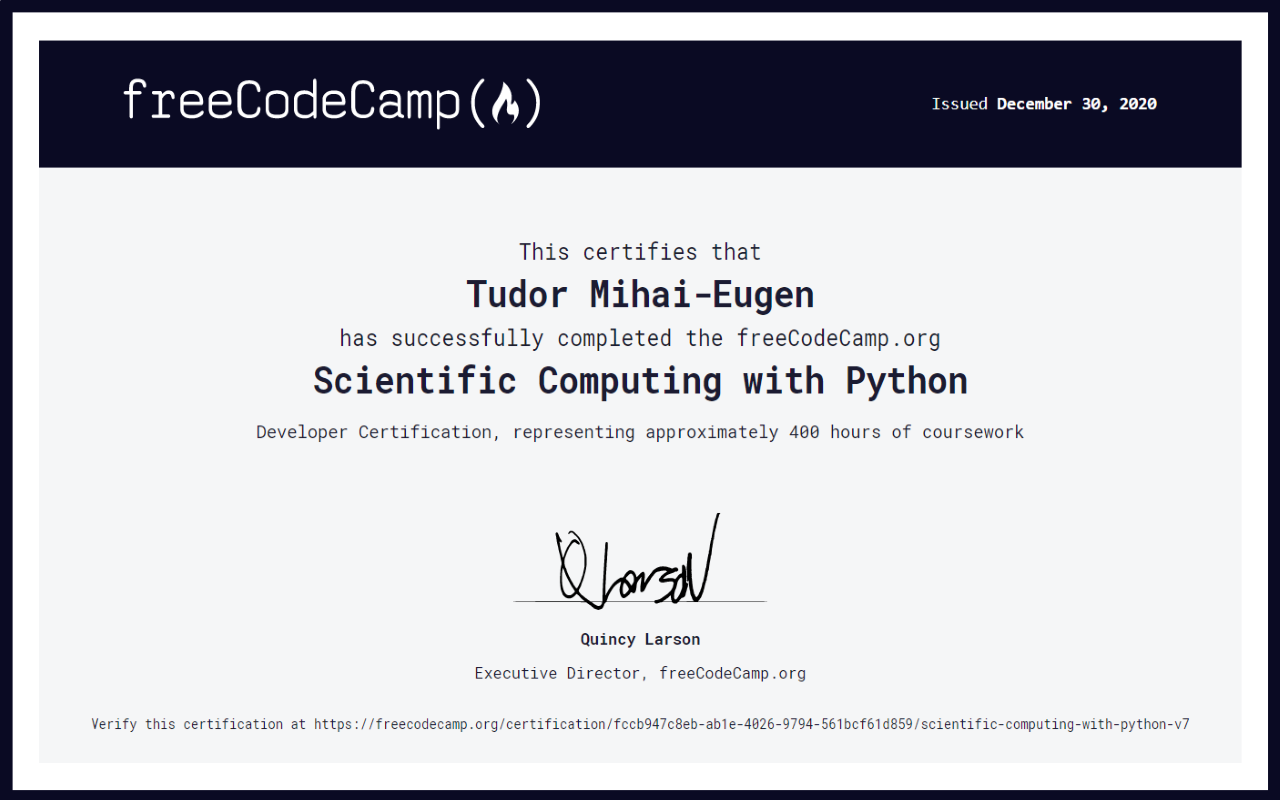 freeCodeCamp(🔥)
Issued December 30, 2020
This certifies that
Tudor Mihai-Eugen
has successfully completed the freeCodeCamp.org
Scientific Computing with Python
Developer Certification, representing approximately 400 hours of coursework
Q Larson
Quincy Larson
Executive Director, freeCodeCamp.org
Verify this certification at https://freecodecamp.org/certification/fccb947c8eb-ab1e-4026-9794-561bcf61d859/scientific-computing-with-python-v7